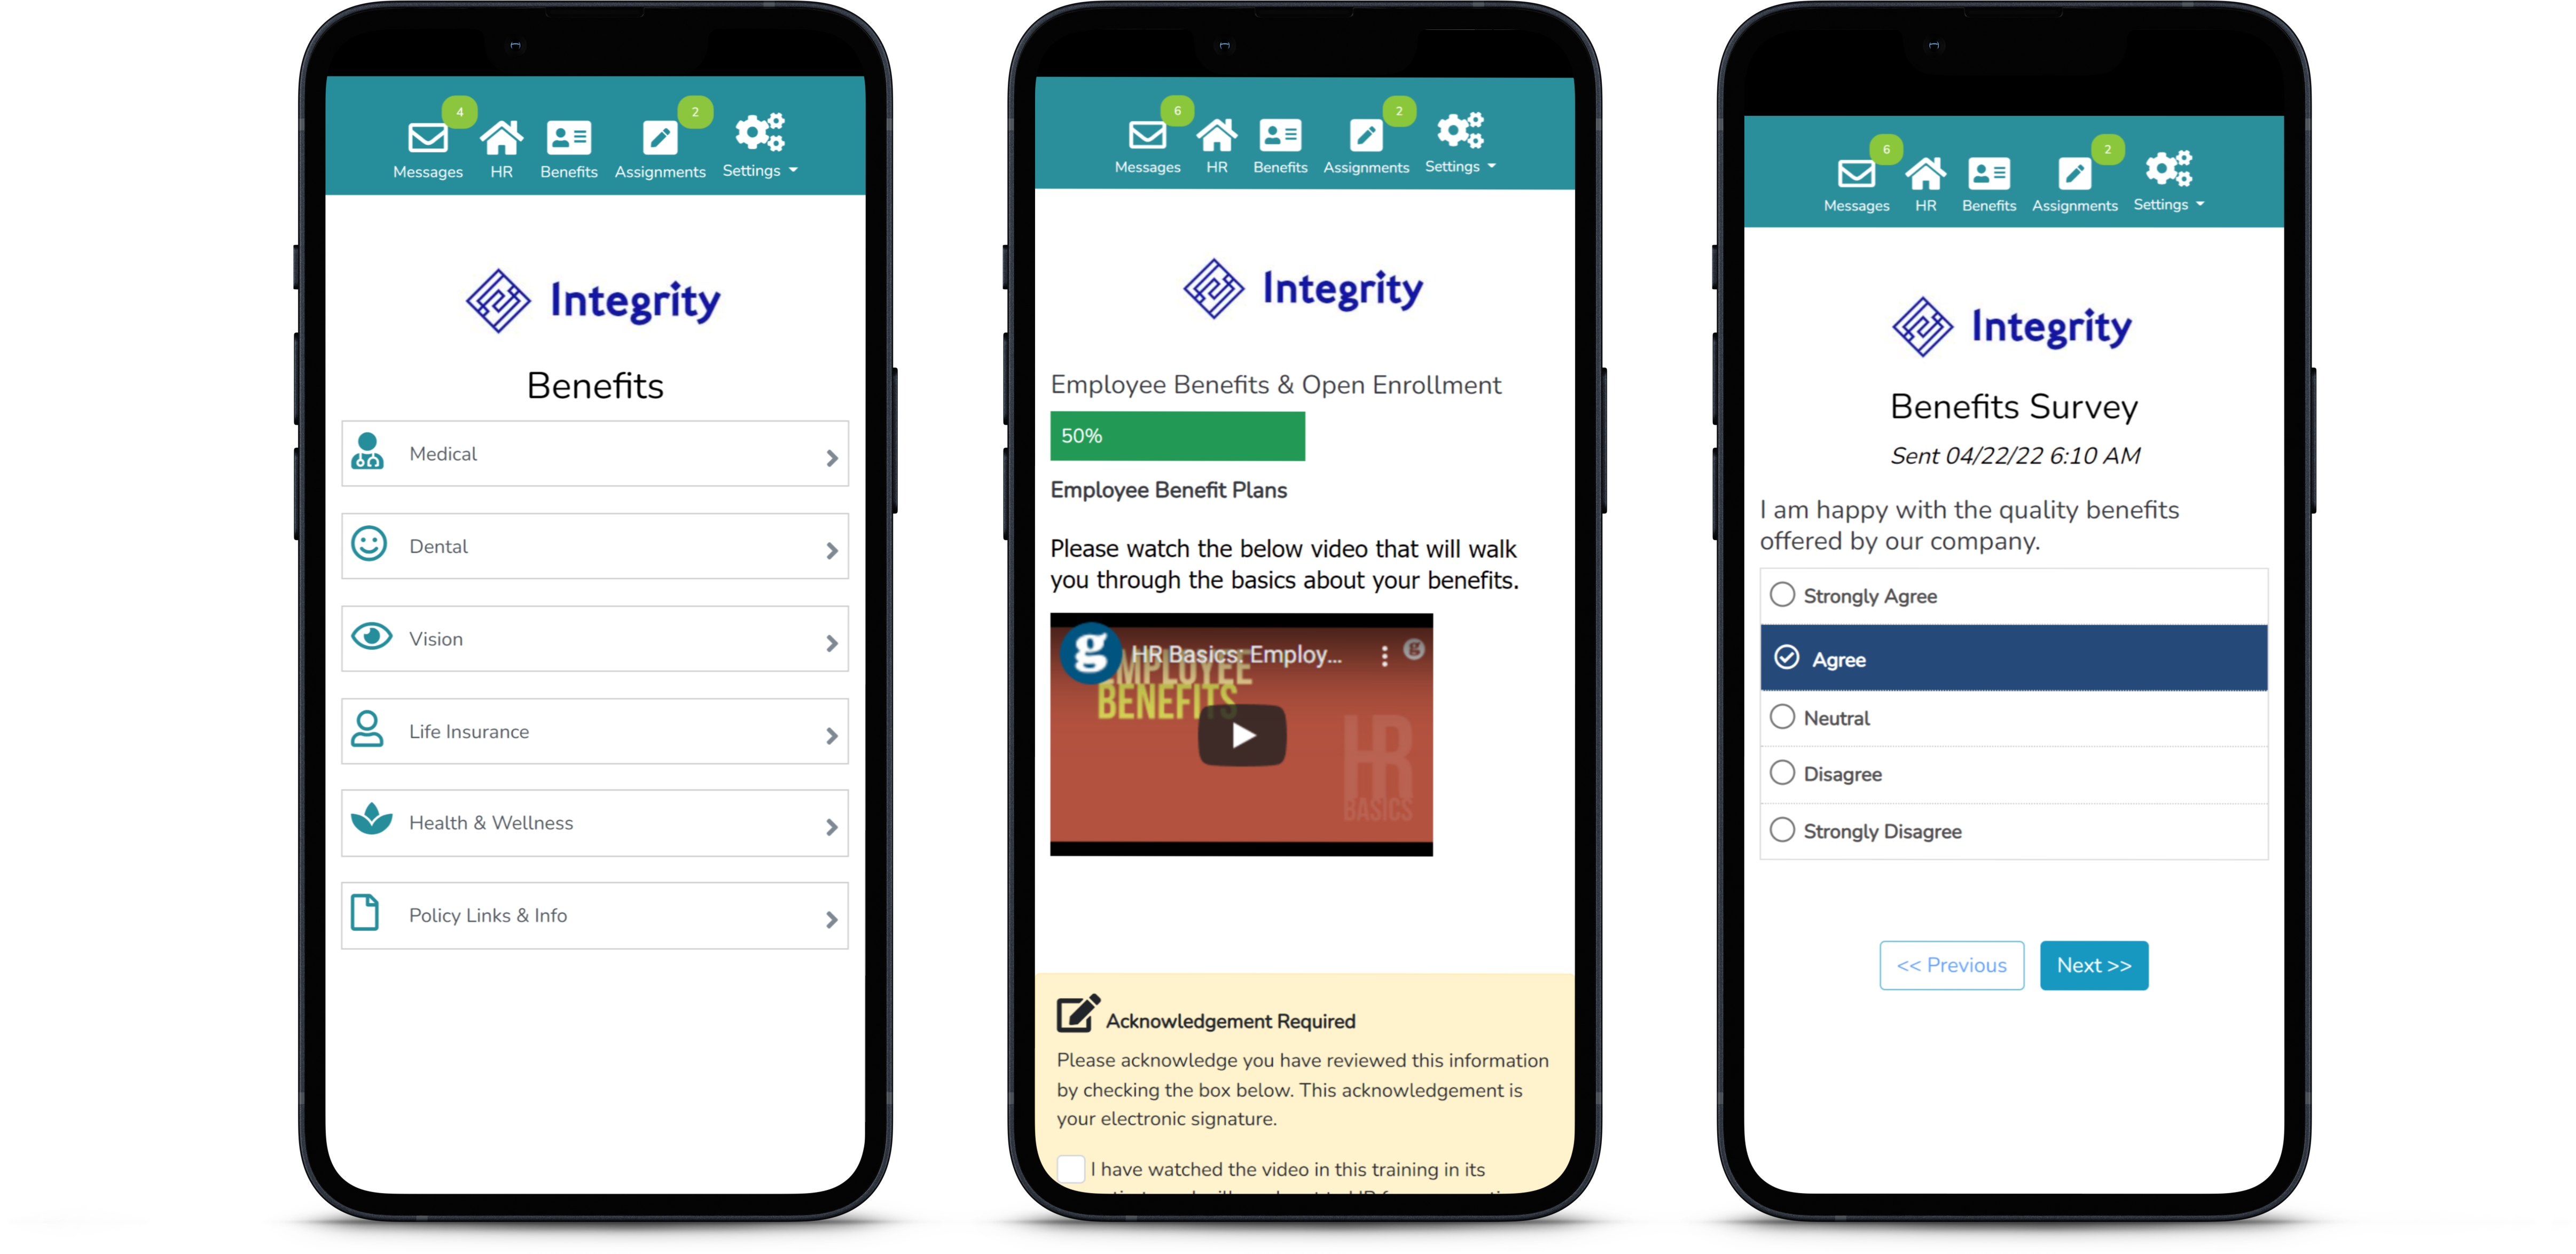 4
2
Messages HR Benefits Assignments Settings
Integrity
Benefits
Medical
Dental
Vision
Life Insurance
Health & Wellness
Policy Links & Info
6
2
Messages HR Benefits Assignments Settings
Integrity
Employee Benefits & Open Enrollment
50%
Employee Benefit Plans
Please watch the below video that will walk
you through the basics about your benefits.
g HR Basics: Employ... g
EMPLOYEE
BENEFITS
HR
BASICS
Acknowledgement Required
Please acknowledge you have reviewed this information
by checking the box below. This acknowledgement is
your electronic signature.
I have watched the video in this training in its
6
2
Messages HR Benefits Assignments Settings
Integrity
Benefits Survey
Sent 04/22/22 6:10 AM
I am happy with the quality benefits
offered by our company.
Strongly Agree
Agree
Neutral
Disagree
Strongly Disagree
<< Previous Next >>